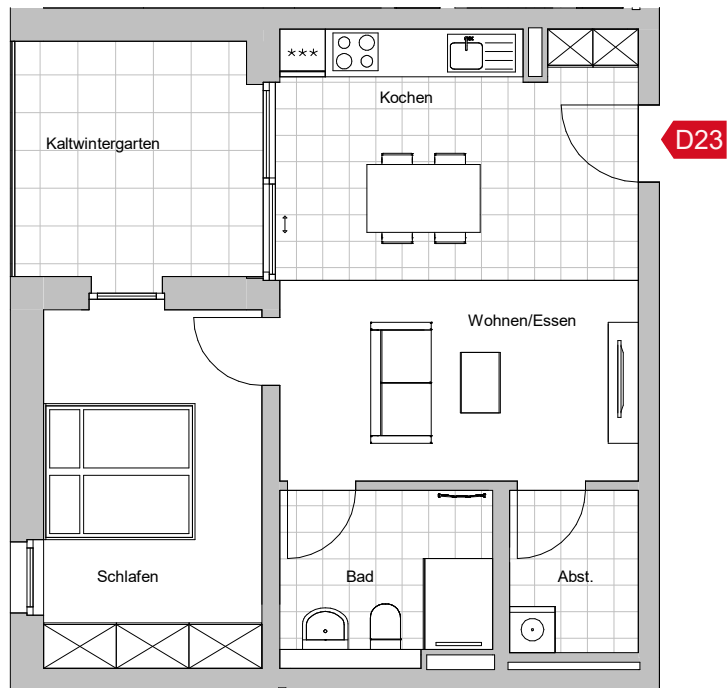 ***
Kochen
Kaltwintergarten
D23
Wohnen/Essen
Schlafen
Bad
Abst.